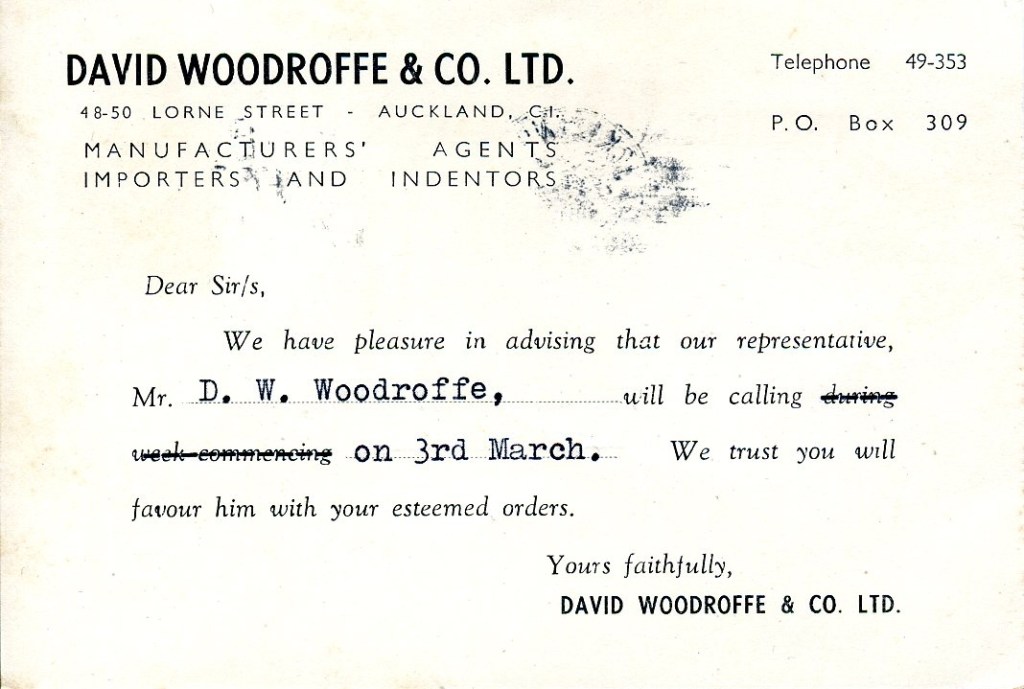 DAVID WOODROFFE & CO. LTD.
Telephone 49-353
48-50 LORNE STREET - AUCKLAND, C.1.
P.O. Box 309
MANUFACTURERS' AGENTS
IMPORTERS AND INDENTORS
Dear Sir/s,
We have pleasure in advising that our representative,
Mr. D. W. Woodroffe, will be calling during
week commencing on 3rd March. We trust you will
favour him with your esteemed orders.
Yours faithfully,
DAVID WOODROFFE & CO. LTD.